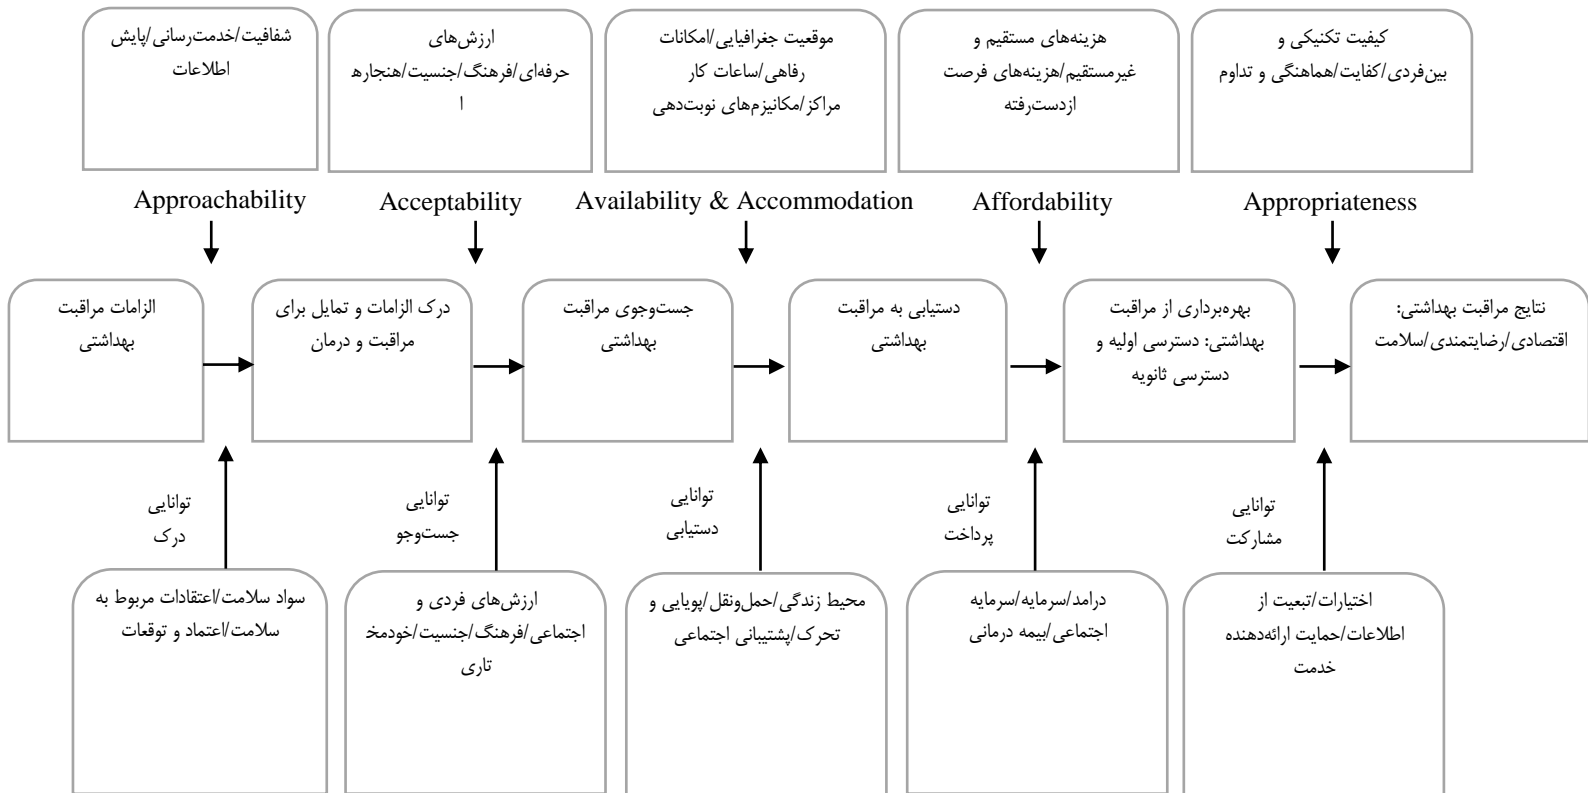 شفافیت/خدمت‌رسانی/پایش
اطلاعات
ارزش‌های
حرفه‌ای/فرهنگ/جنسیت/هنجاره
ا
موقعیت جغرافیایی/امکانات
رفاهی/ساعات کار
مراکز/مکانیزم‌های نوبت‌دهی
هزینه‌های مستقیم و
غیرمستقیم/هزینه‌های فرصت
ازدست‌رفته
کیفیت تکنیکی و
بین‌فردی/کفایت/هماهنگی و تداوم
Approachability
Acceptability
Availability & Accommodation
Affordability
Appropriateness
الزامات مراقبت
بهداشتی
درک الزامات و تمایل برای
مراقبت و درمان
جست‌وجوی مراقبت
بهداشتی
دستیابی به مراقبت
بهداشتی
بهره‌برداری از مراقبت
بهداشتی: دسترسی اولیه و
دسترسی ثانویه
نتایج مراقبت بهداشتی:
اقتصادی/رضایتمندی/سلامت
توانایی
درک
توانایی
جست‌وجو
توانایی
دستیابی
توانایی
پرداخت
توانایی
مشارکت
سواد سلامت/اعتقادات مربوط به
سلامت/اعتماد و توقعات
ارزش‌های فردی و
اجتماعی/فرهنگ/جنسیت/خودمخ
تاری
محیط زندگی/حمل‌ونقل/پویایی و
تحرک/پشتیبانی اجتماعی
درامد/سرمایه/سرمایه
اجتماعی/بیمه درمانی
اختیارات/تبعیت از
اطلاعات/حمایت ارائه‌دهنده
خدمت